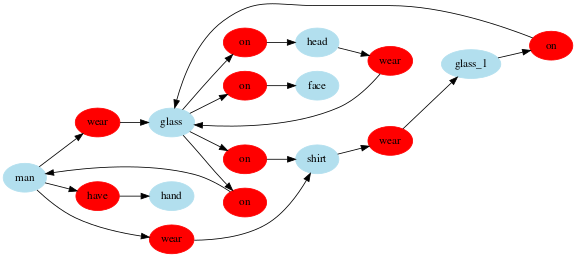 on
head
on
wear
glass_1
on
face
wear
glass
on
shirt
wear
man
have
hand
on
wear